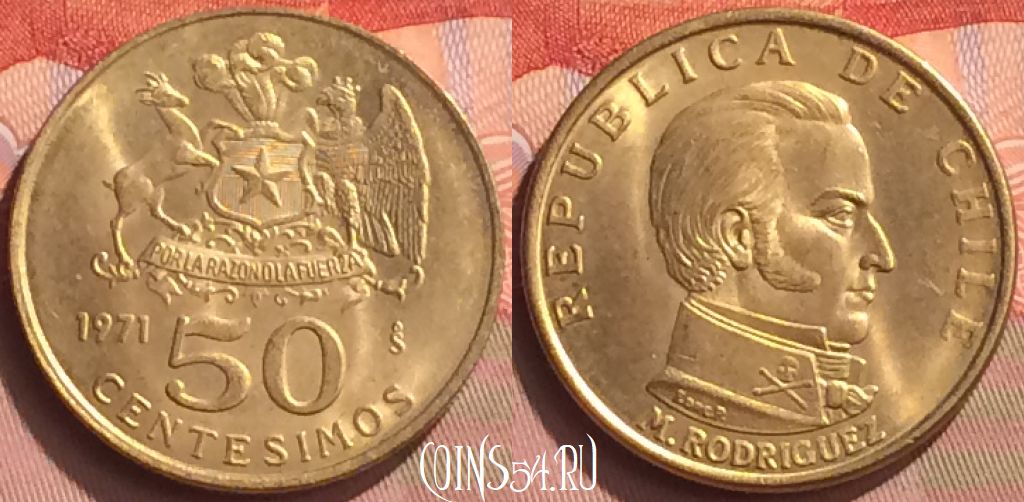 POR LA RAZON O LA FUERZA
1971
50
CENTESIMOS
REPUBLICA DE CHILE
M. RODRIGUEZ
COINS54.RU